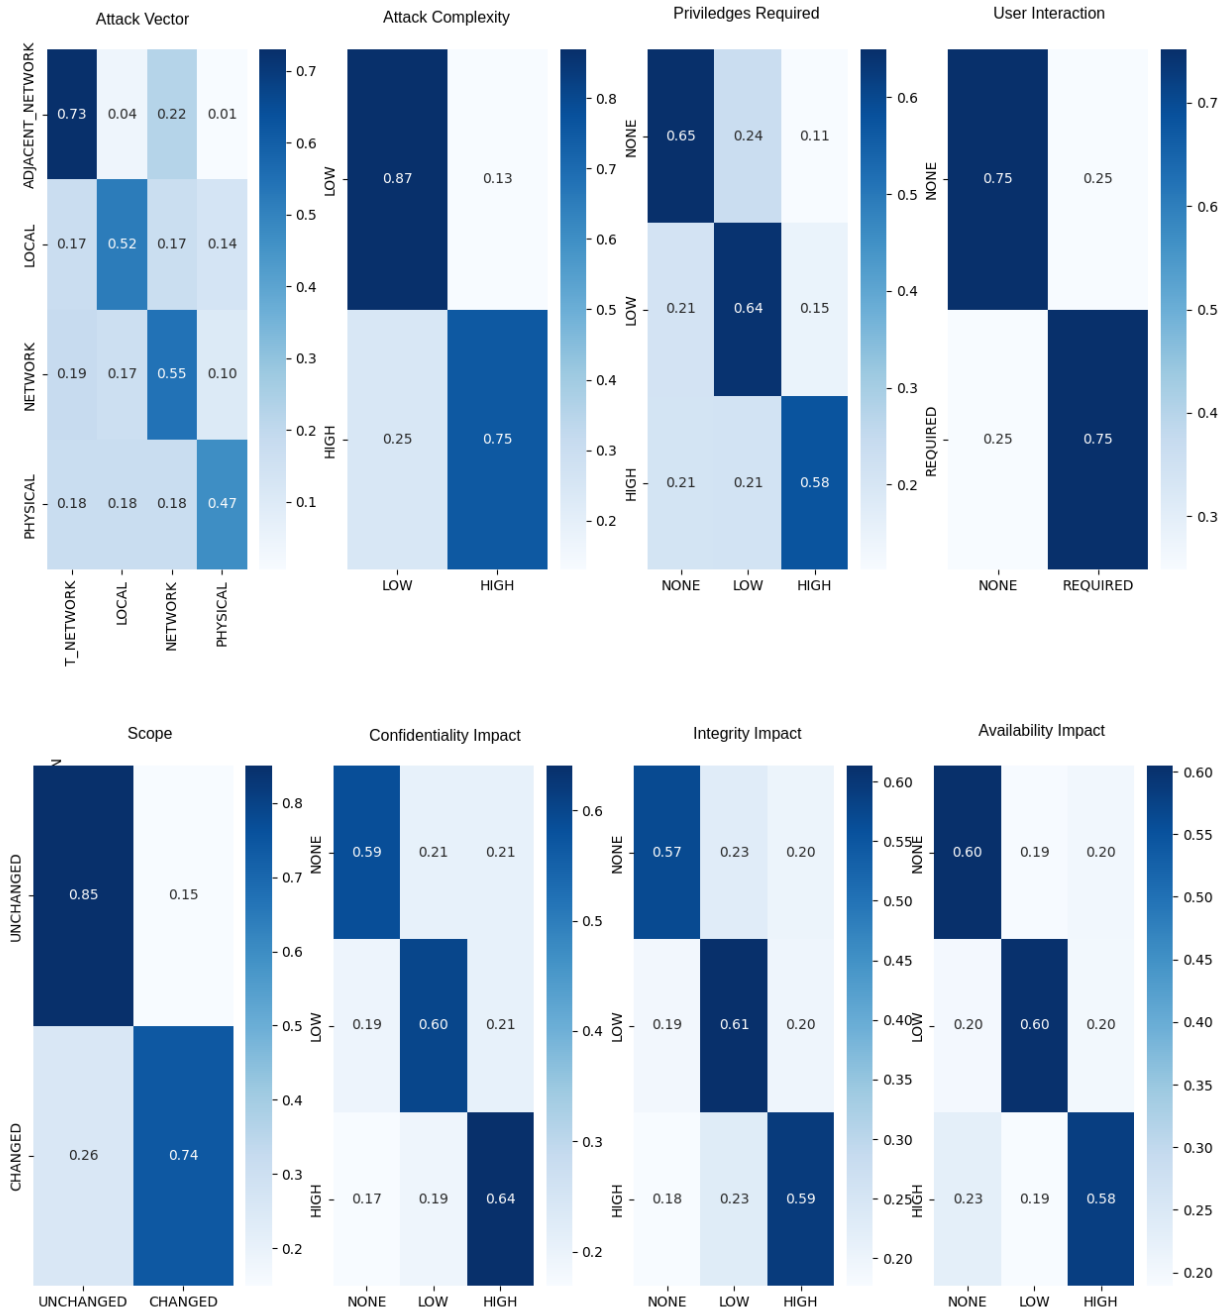 Attack Vector
Attack Complexity
Priviledges Required
User Interaction
ADJACENT_NETWORK
LOCAL
NETWORK
PHYSICAL
0.73 0.04 0.22 0.01
0.17 0.52 0.17 0.14
0.19 0.17 0.55 0.10
0.18 0.18 0.18 0.47
T_NETWORK
LOCAL
NETWORK
PHYSICAL
0.7
0.6
0.5
0.4
0.3
0.2
0.1
LOW
HIGH
0.87 0.13
0.25 0.75
LOW HIGH
0.8
0.7
0.6
0.5
0.4
0.3
0.2
NONE
LOW
HIGH
0.65 0.24 0.11
0.21 0.64 0.15
0.21 0.21 0.58
NONE LOW HIGH
0.6
0.5
0.4
0.3
0.2
NONE
REQUIRED
0.75 0.25
0.25 0.75
NONE REQUIRED
0.7
0.6
0.5
0.4
0.3
Scope
Confidentiality Impact
Integrity Impact
Availability Impact
UNCHANGED
CHANGED
0.85 0.15
0.26 0.74
UNCHANGED CHANGED
0.8
0.7
0.6
0.5
0.4
0.3
0.2
NONE
LOW
HIGH
0.59 0.21 0.21
0.19 0.60 0.21
0.17 0.19 0.64
NONE LOW HIGH
0.6
0.5
0.4
0.3
0.2
NONE
LOW
HIGH
0.57 0.23 0.20
0.19 0.61 0.20
0.18 0.23 0.59
NONE LOW HIGH
0.60
0.55
0.50
0.45
0.40
0.35
0.30
0.25
0.20
NONE
LOW
HIGH
0.60 0.19 0.20
0.20 0.60 0.20
0.23 0.19 0.58
NONE LOW HIGH
0.60
0.55
0.50
0.45
0.40
0.35
0.30
0.25
0.20